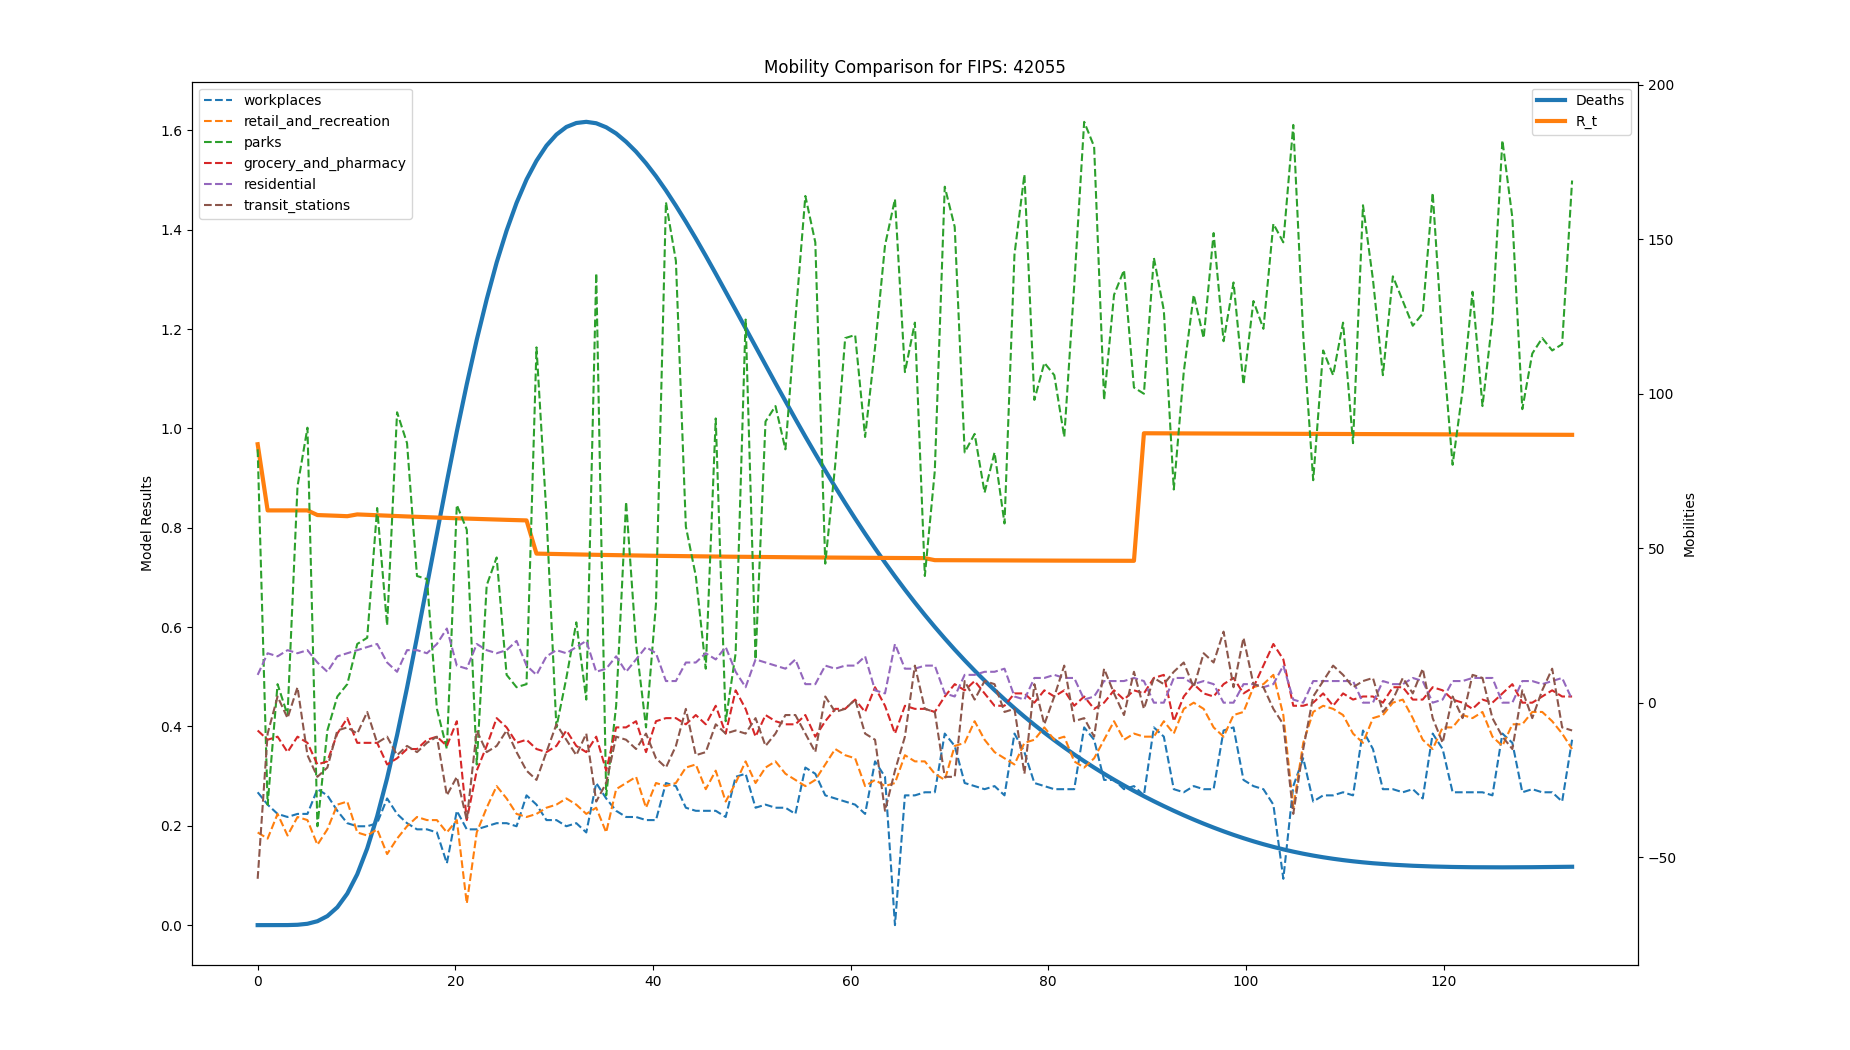 Mobility Comparison for FIPS: 42055
workplaces
retail_and_recreation
parks
grocery_and_pharmacy
residential
transit_stations
Deaths
R_t
Model Results
1.6
1.4
1.2
1.0
0.8
0.6
0.4
0.2
0.0
200
150
100
50
0
−50
Mobilities
0 20 40 60 80 100 120